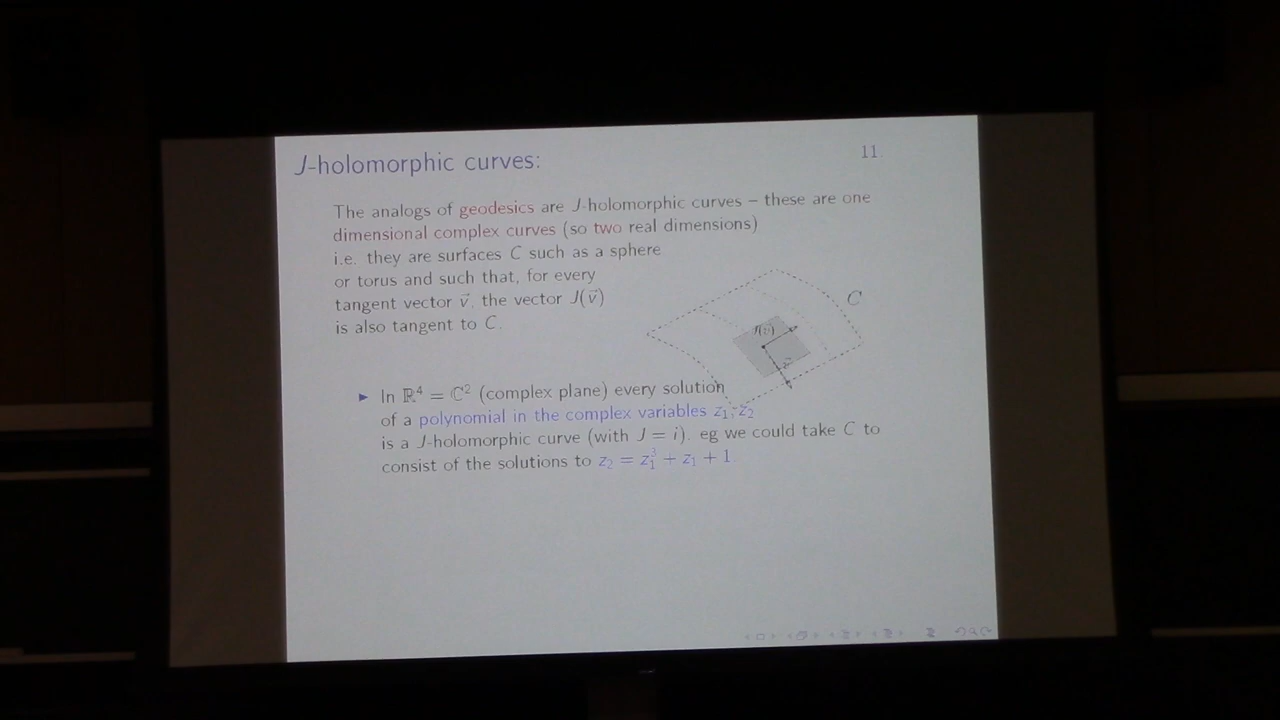 J-holomorphic curves:
11.
The analogs of geodesics are J-holomorphic curves – these are one
dimensional complex curves (so two real dimensions)
i.e. they are surfaces C such as a sphere
or torus and such that, for every
tangent vector v⃗, the vector J(v⃗)
is also tangent to C.
C
J(v⃗)
v⃗
▶ In ℝ⁴ = ℂ² (complex plane) every solution
of a polynomial in the complex variables z₁, z₂
is a J-holomorphic curve (with J = i). eg we could take C to
consist of the solutions to z₂ = z₁³ + z₁ + 1.